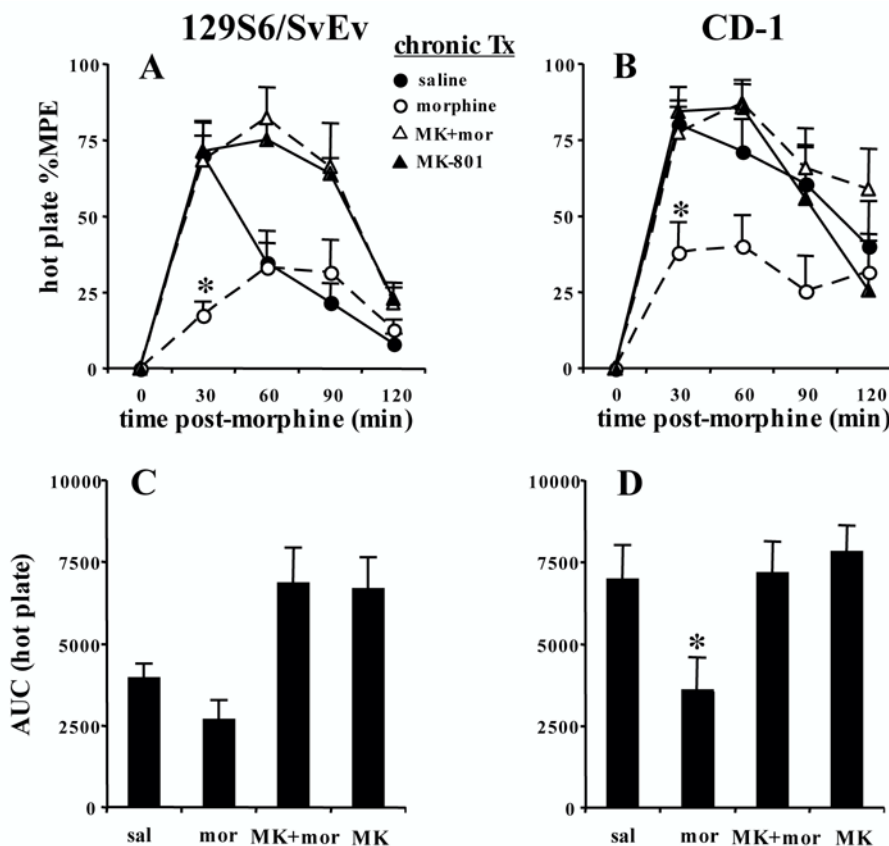 129S6/SvEv
CD-1
chronic Tx
saline
morphine
MK+mor
MK-801
A
B
hot plate %MPE
100
75
50
25
0
*
0 30 60 90 120
time post-morphine (min)
100
75
50
25
0
*
0 30 60 90 120
time post-morphine (min)
C
D
AUC (hot plate)
10000
7500
5000
2500
0
sal mor MK+mor MK
10000
7500
5000
2500
0
*
sal mor MK+mor MK